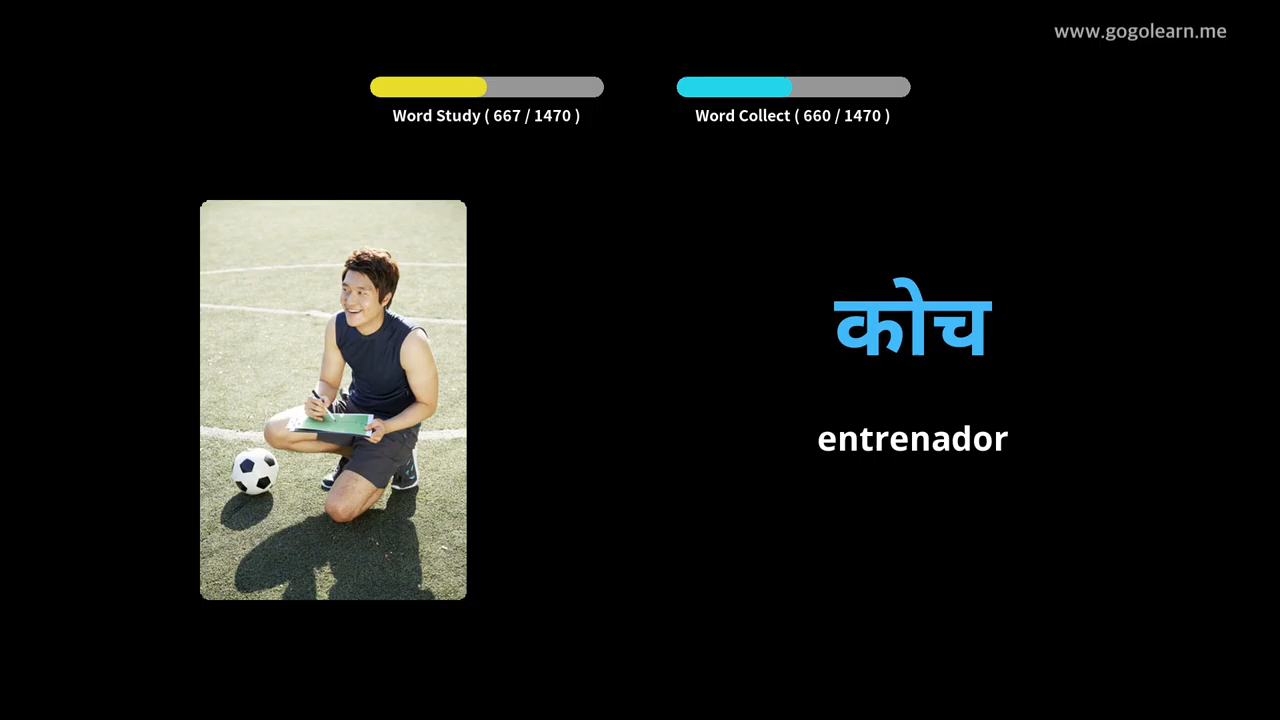 www.gogolearn.me
Word Study ( 667 / 1470 )
Word Collect ( 660 / 1470 )
कोच
entrenador